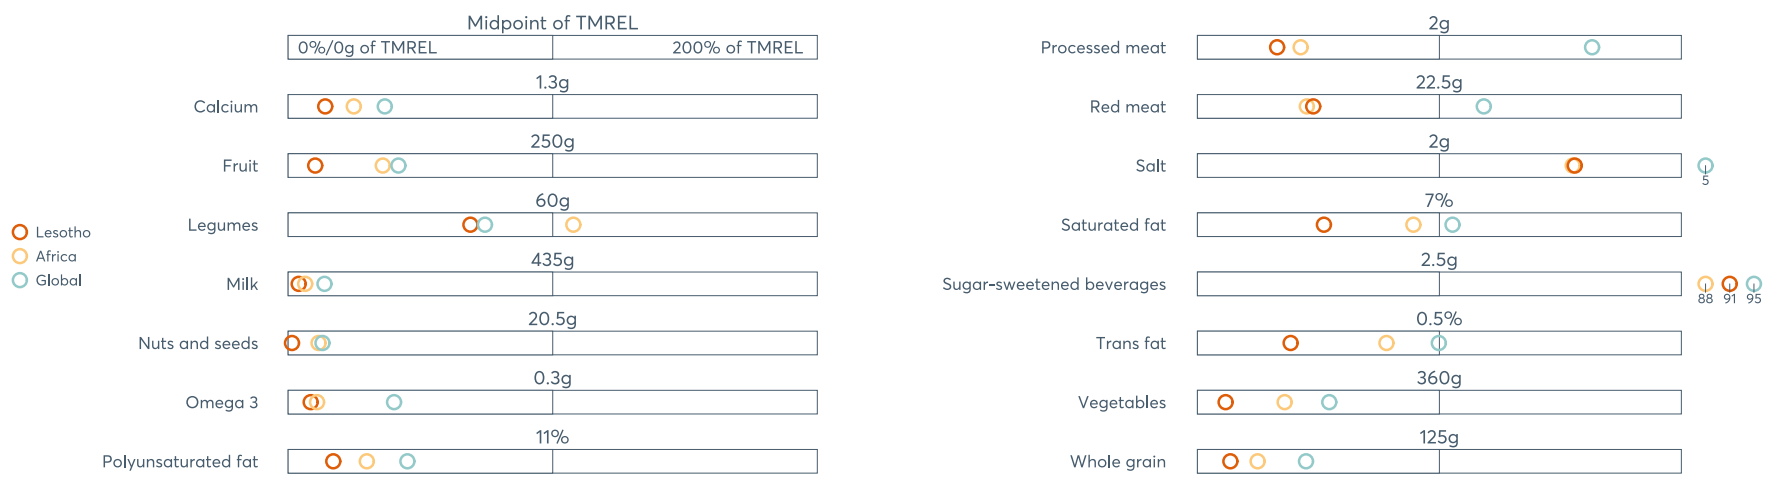 Midpoint of TMREL
0%/0g of TMREL 200% of TMREL
Calcium 1.3g
Fruit 250g
Legumes 60g
Milk 435g
Nuts and seeds 20.5g
Omega 3 0.3g
Polyunsaturated fat 11%
Lesotho
Africa
Global
Processed meat 2g
Red meat 22.5g
Salt 2g
5
Saturated fat 7%
Sugar-sweetened beverages 2.5g
88 91 95
Trans fat 0.5%
Vegetables 360g
Whole grain 125g